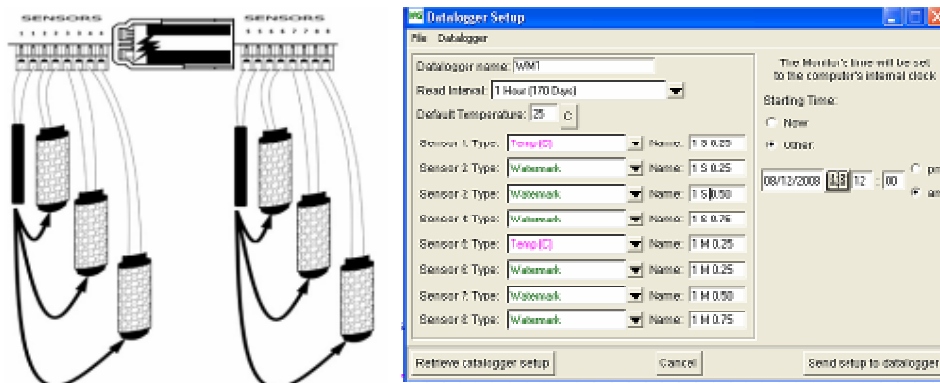 SENSORS
SENSORS
Datalogger Setup
File Datalogger
Datalogger name: WM1
Read Interval: 1 Hour (170 Days)
Default Temperature: 25 C
Sensor 1: Type: Temp (C) Name: 1 S 0.25
Sensor 2: Type: Watermark Name: 1 S 0.25
Sensor 3: Type: Watermark Name: 1 S 0.50
Sensor 4: Type: Watermark Name: 1 S 0.75
Sensor 5: Type: Temp (C) Name: 1 M 0.25
Sensor 6: Type: Watermark Name: 1 M 0.25
Sensor 7: Type: Watermark Name: 1 M 0.50
Sensor 8: Type: Watermark Name: 1 M 0.75
The Monitor's time will be set
to the computer's internal clock
Starting Time:
Now
Other:
08/12/2008 12 : 00 pm
am
Retrieve datalogger setup Cancel Send setup to datalogger